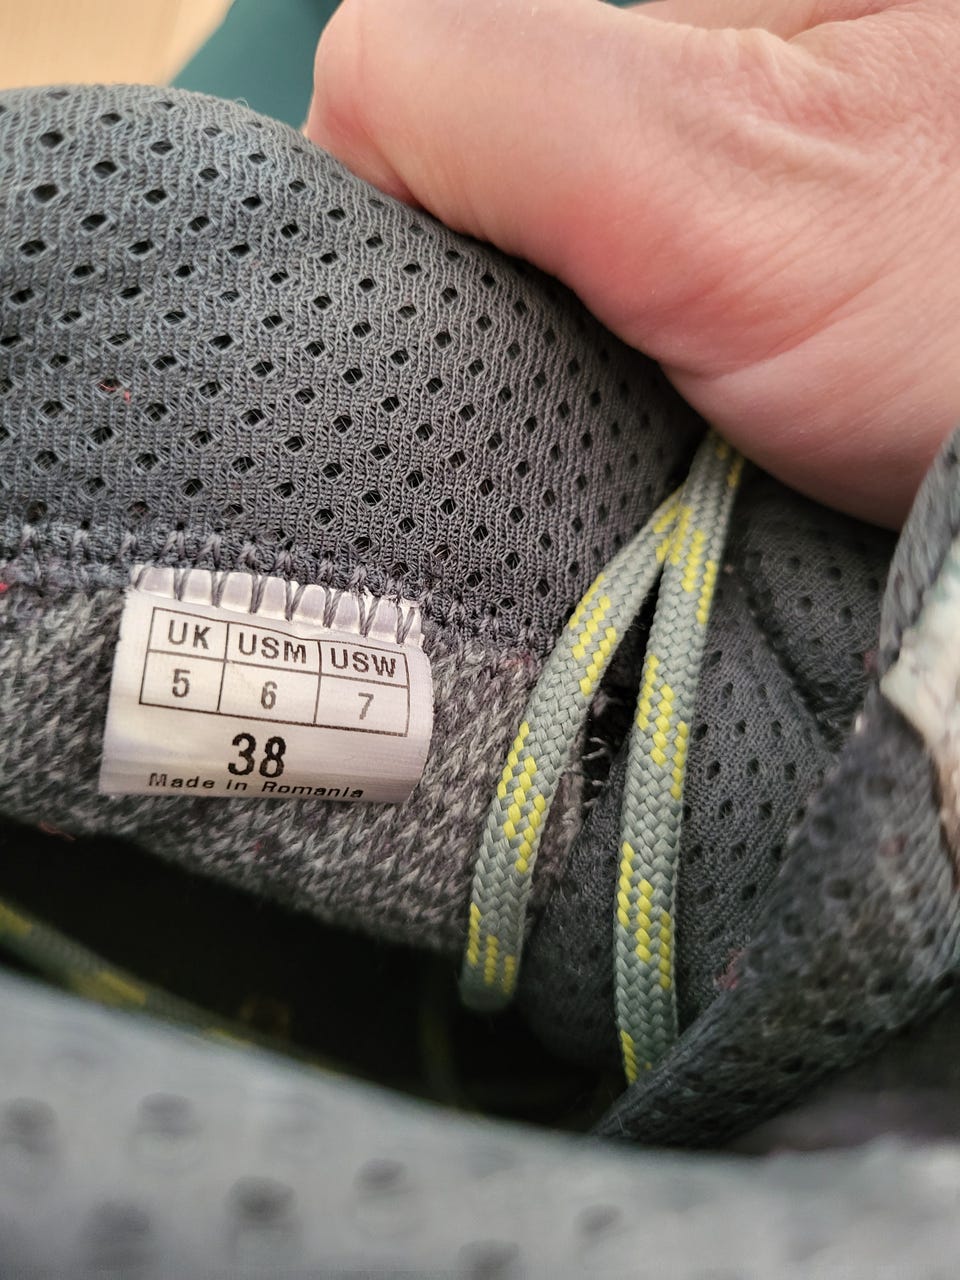 UK USM USW
5 6 7
38
Made in Romania